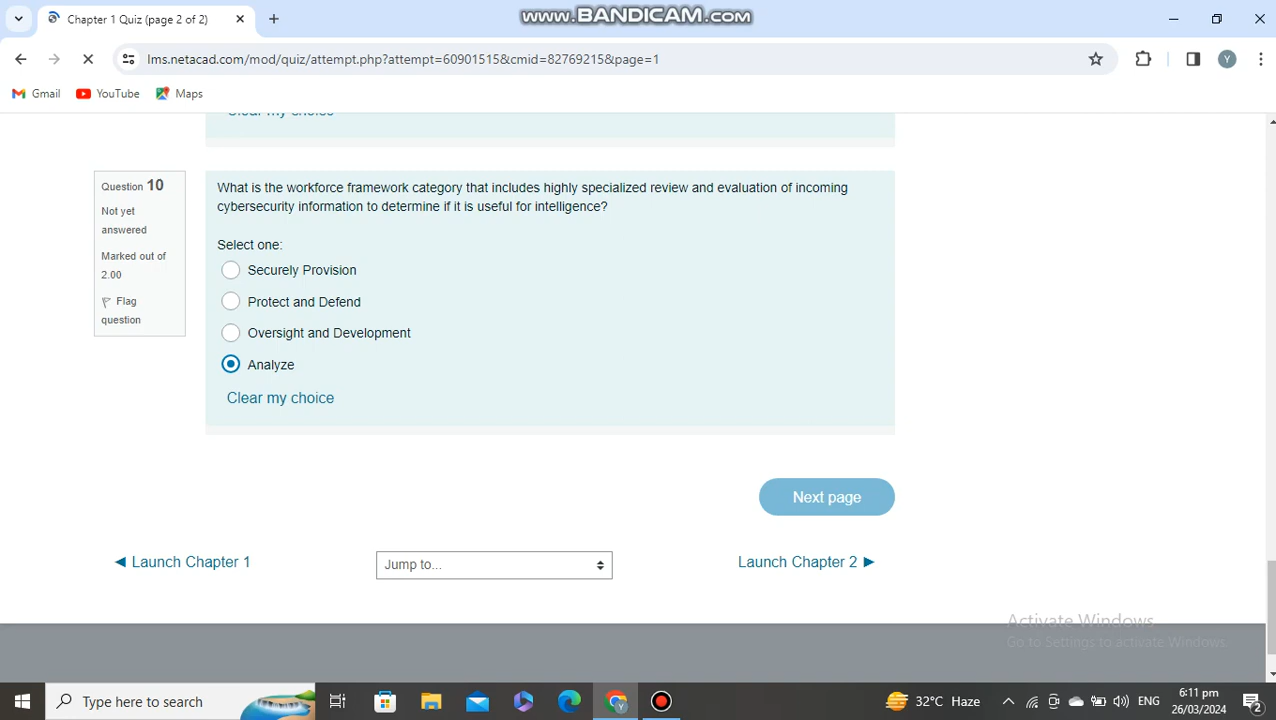 Chapter 1 Quiz (page 2 of 2)
www.BANDICAM.com
lms.netacad.com/mod/quiz/attempt.php?attempt=60901515&cmid=82769215&page=1
Y
Gmail
YouTube
Maps
Clear my choice
Question 10
Not yet
answered
Marked out of
2.00
Flag
question
What is the workforce framework category that includes highly specialized review and evaluation of incoming
cybersecurity information to determine if it is useful for intelligence?
Select one:
Securely Provision
Protect and Defend
Oversight and Development
Analyze
Clear my choice
Next page
◄ Launch Chapter 1
Jump to...
Launch Chapter 2 ►
Activate Windows
Go to Settings to activate Windows.
Type here to search
32°C Haze
ENG
6:11 pm
26/03/2024
2